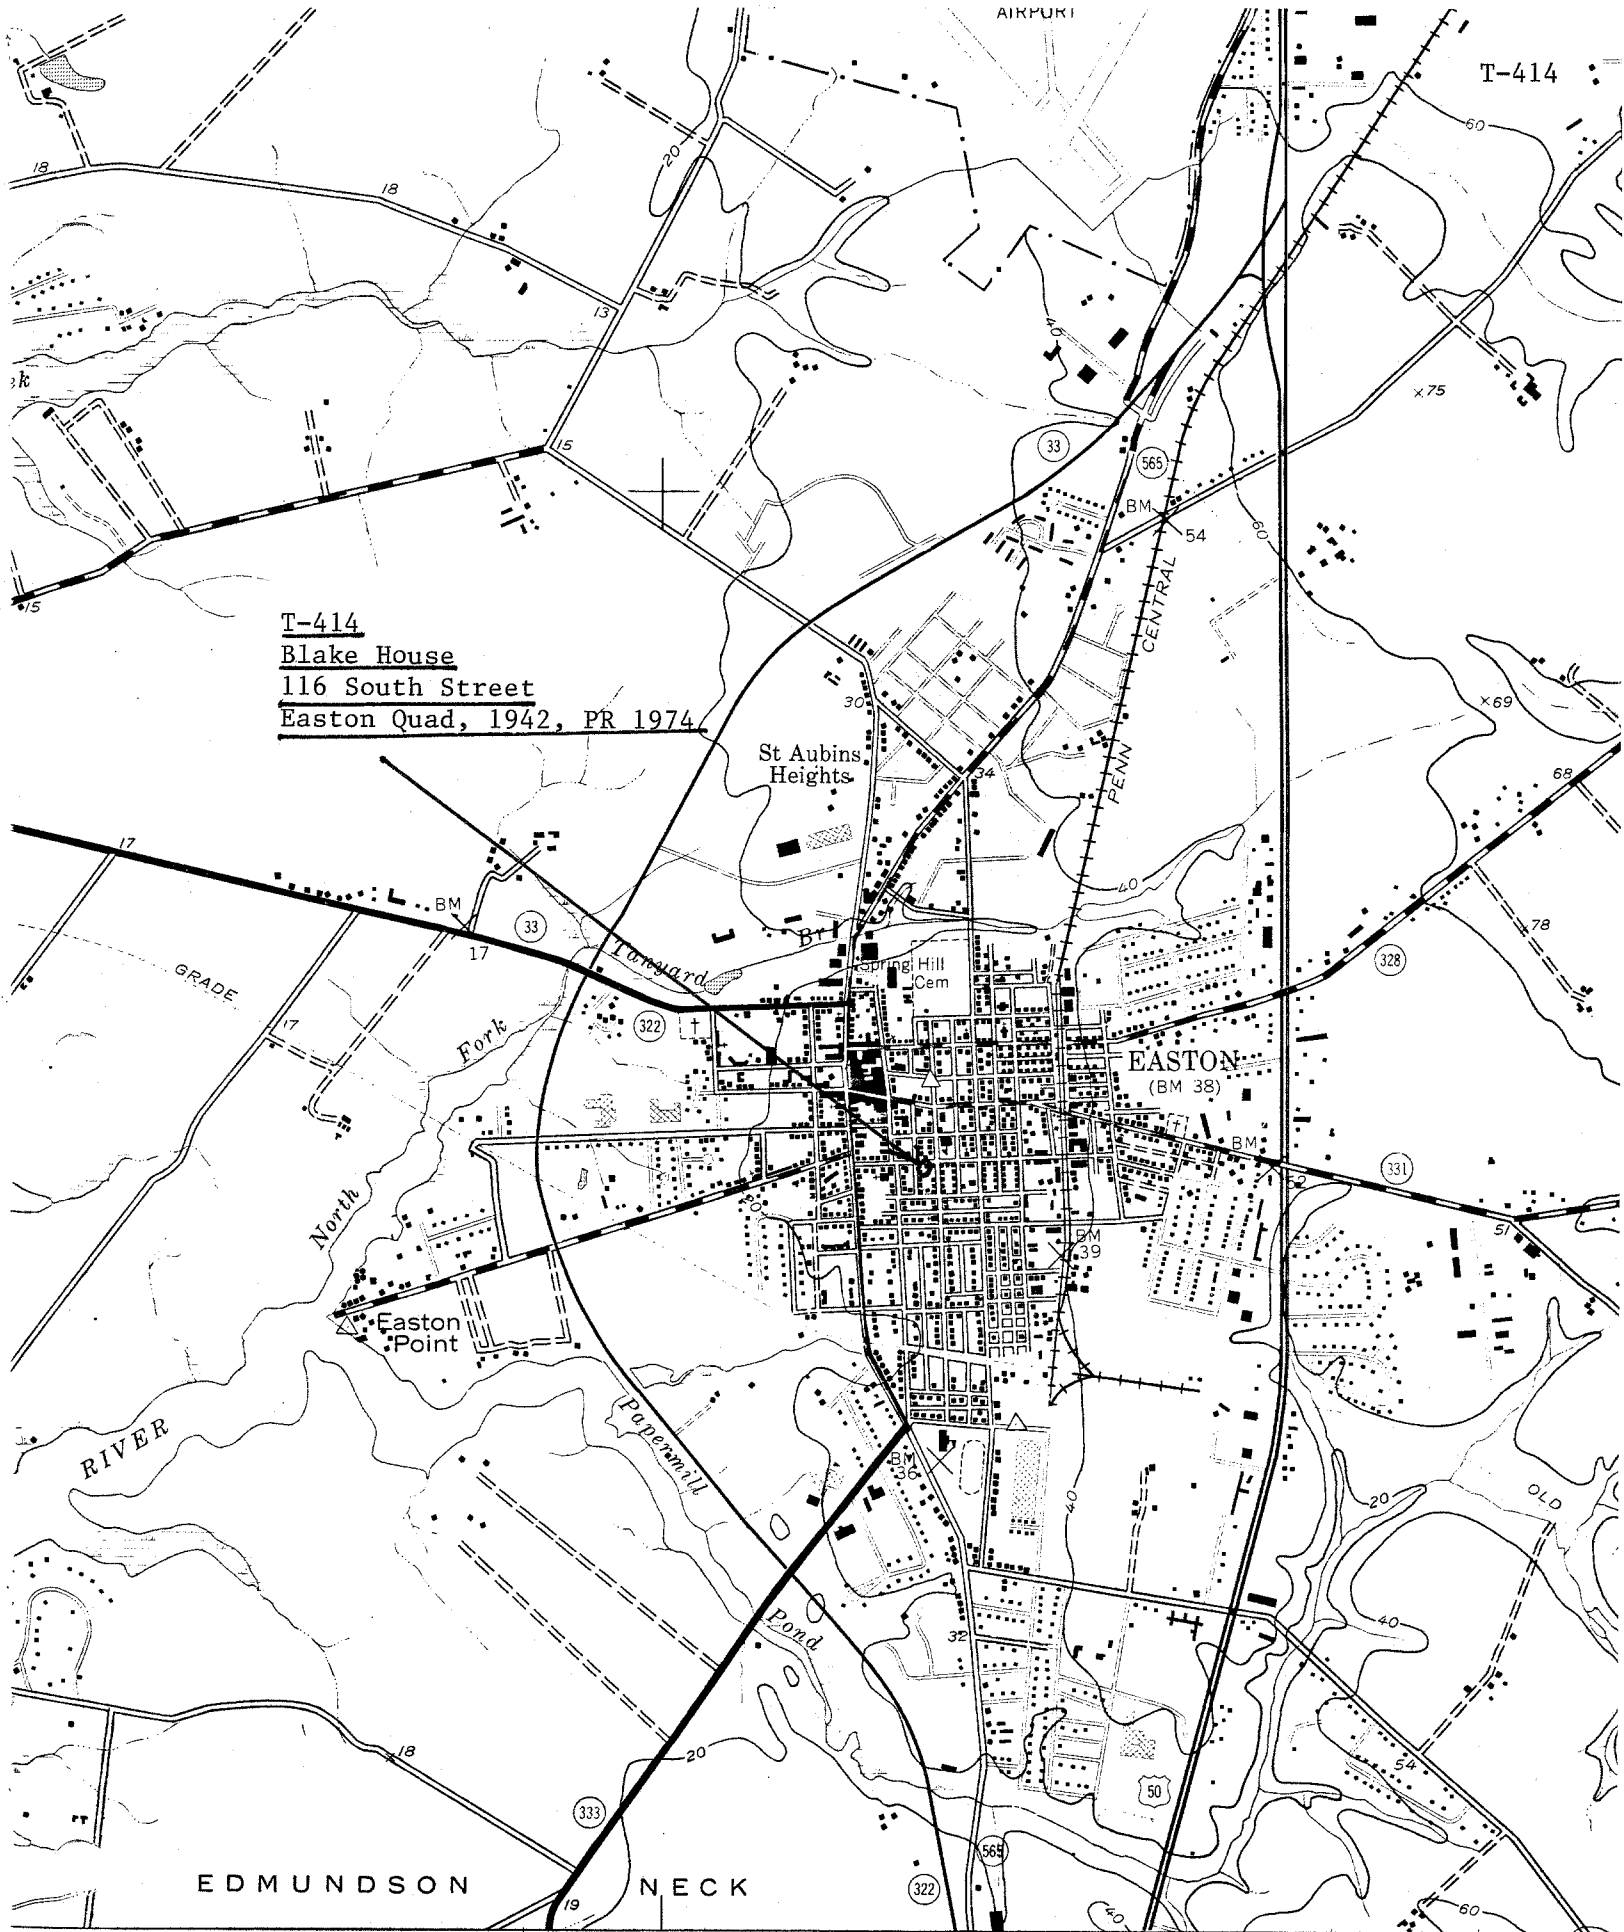 AIRPORT
T-414
60
20
18
18
13
40
ek
×75
33
15
565
BM
54
60
15
CENTRAL
T-414
Blake House
116 South Street
Easton Quad, 1942, PR 1974
30
×69
St Aubins
Heights
34
PENN
68
17
40
BM
33
17
Br
Tanyard
78
328
Spring Hill
Cem
GRADE
322
17
Fork
EASTON
(BM 38)
BM
331
52
20
North
51
BM
39
Easton
Point
Papermill
RIVER
BM
36
40
20
OLD
Pond
32
40
18
20
54
50
333
565
EDMUNDSON NECK
322
19
40
60